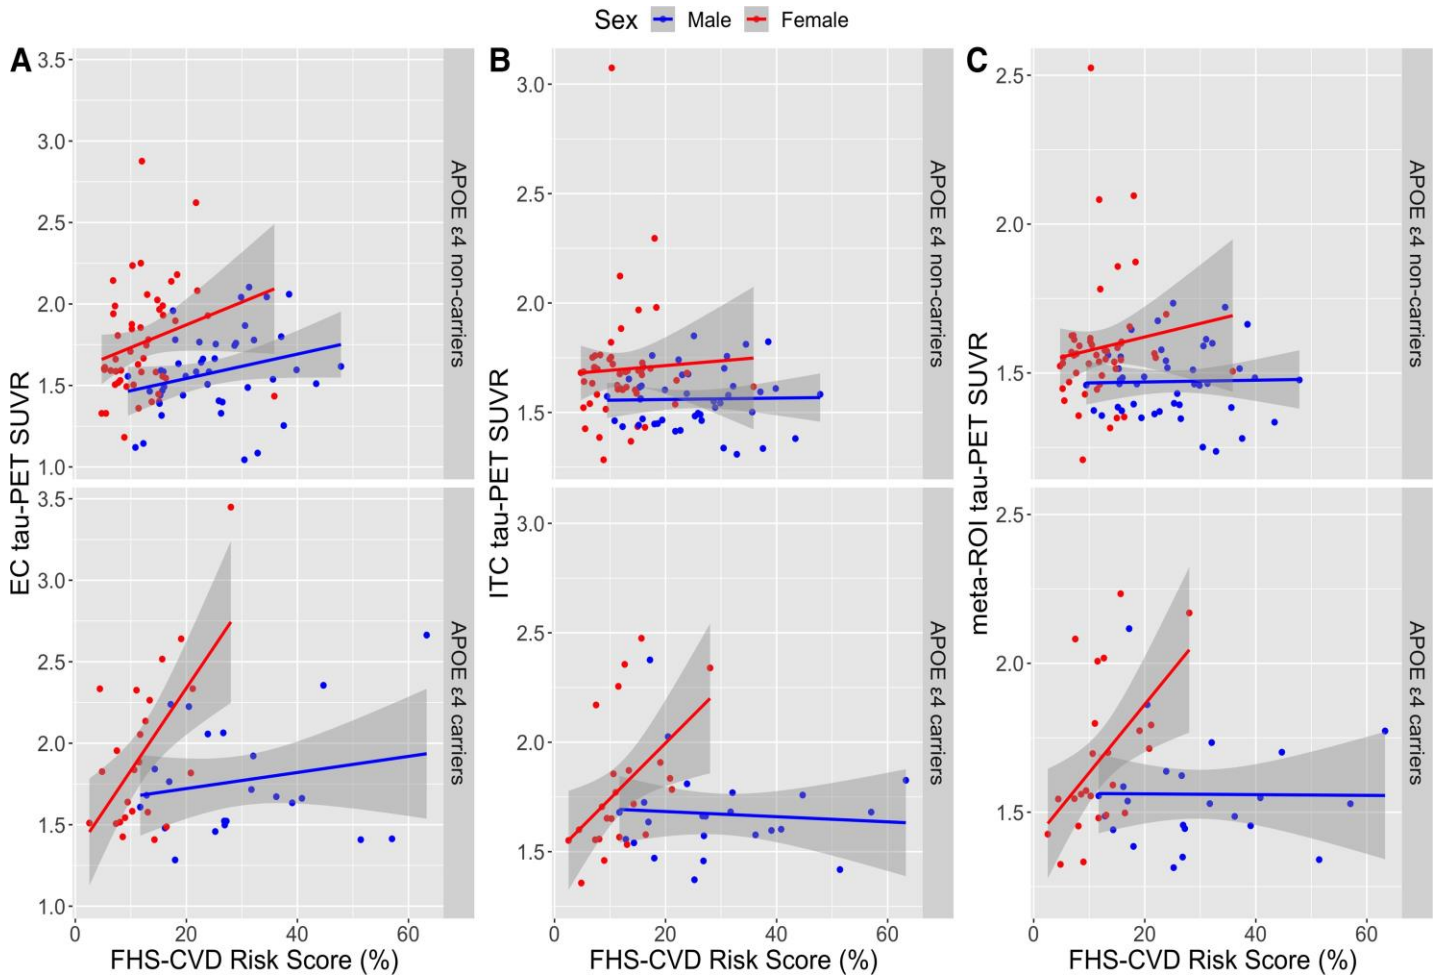 Sex Male Female
A
EC tau-PET SUVR
3.5
3.0
2.5
2.0
1.5
1.0
APOE ε4 non-carriers
3.5
3.0
2.5
2.0
1.5
1.0
APOE ε4 carriers
0 20 40 60
FHS-CVD Risk Score (%)
B
ITC tau-PET SUVR
3.0
2.5
2.0
1.5
APOE ε4 non-carriers
3.0
2.5
2.0
1.5
APOE ε4 carriers
0 20 40 60
FHS-CVD Risk Score (%)
C
meta-ROI tau-PET SUVR
2.5
2.0
1.5
APOE ε4 non-carriers
2.5
2.0
1.5
APOE ε4 carriers
0 20 40 60
FHS-CVD Risk Score (%)